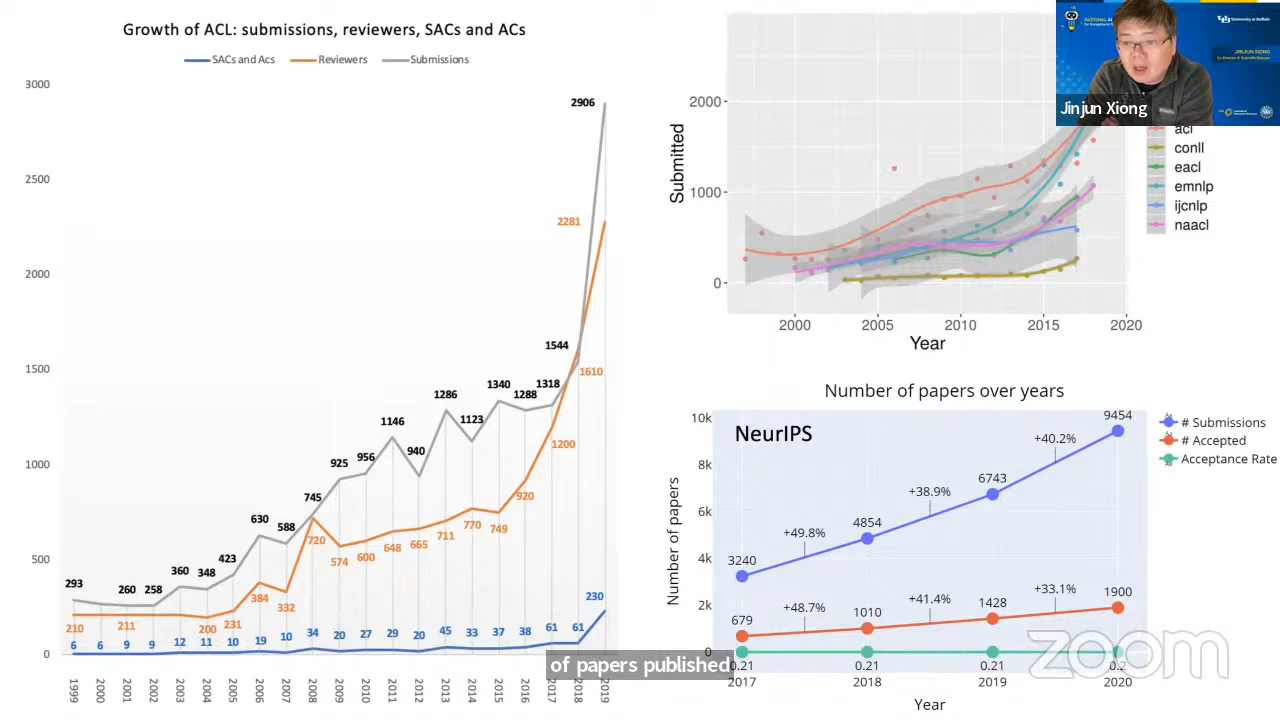 Growth of ACL: submissions, reviewers, SACs and ACs
SACs and Acs
Reviewers
Submissions
3000
2500
2000
1500
1000
500
0
2906
2281
1544
1610
1318
1340
1288
1286
1123
1146
1200
956
925
940
920
745
720
770
749
711
665
648
600
574
630
588
423
384
332
360
348
293
260
258
231
200
211
210
230
6 6 9 9 12 11 10 19 10 34 20 27 29 20 45 33 37 38 61 61
1999 2000 2001 2002 2003 2004 2005 2006 2007 2008 2009 2010 2011 2012 2013 2014 2015 2016 2017 2018 2019
Submitted
2000
1000
0
2000 2005 2010 2015 2020
Year
acl
conll
eacl
emnlp
ijcnlp
naacl
University at Buffalo
JINJUN XIONG
Jinjun Xiong
Number of papers over years
NeurIPS
Number of papers
10k
8k
6k
4k
2k
0
9454
+40.2%
6743
+38.9%
4854
+49.8%
3240
1900
+33.1%
1428
+41.4%
1010
+48.7%
679
0.21 0.21 0.21 0.2
2017 2018 2019 2020
Year
# Submissions
# Accepted
Acceptance Rate
of papers published
zoom